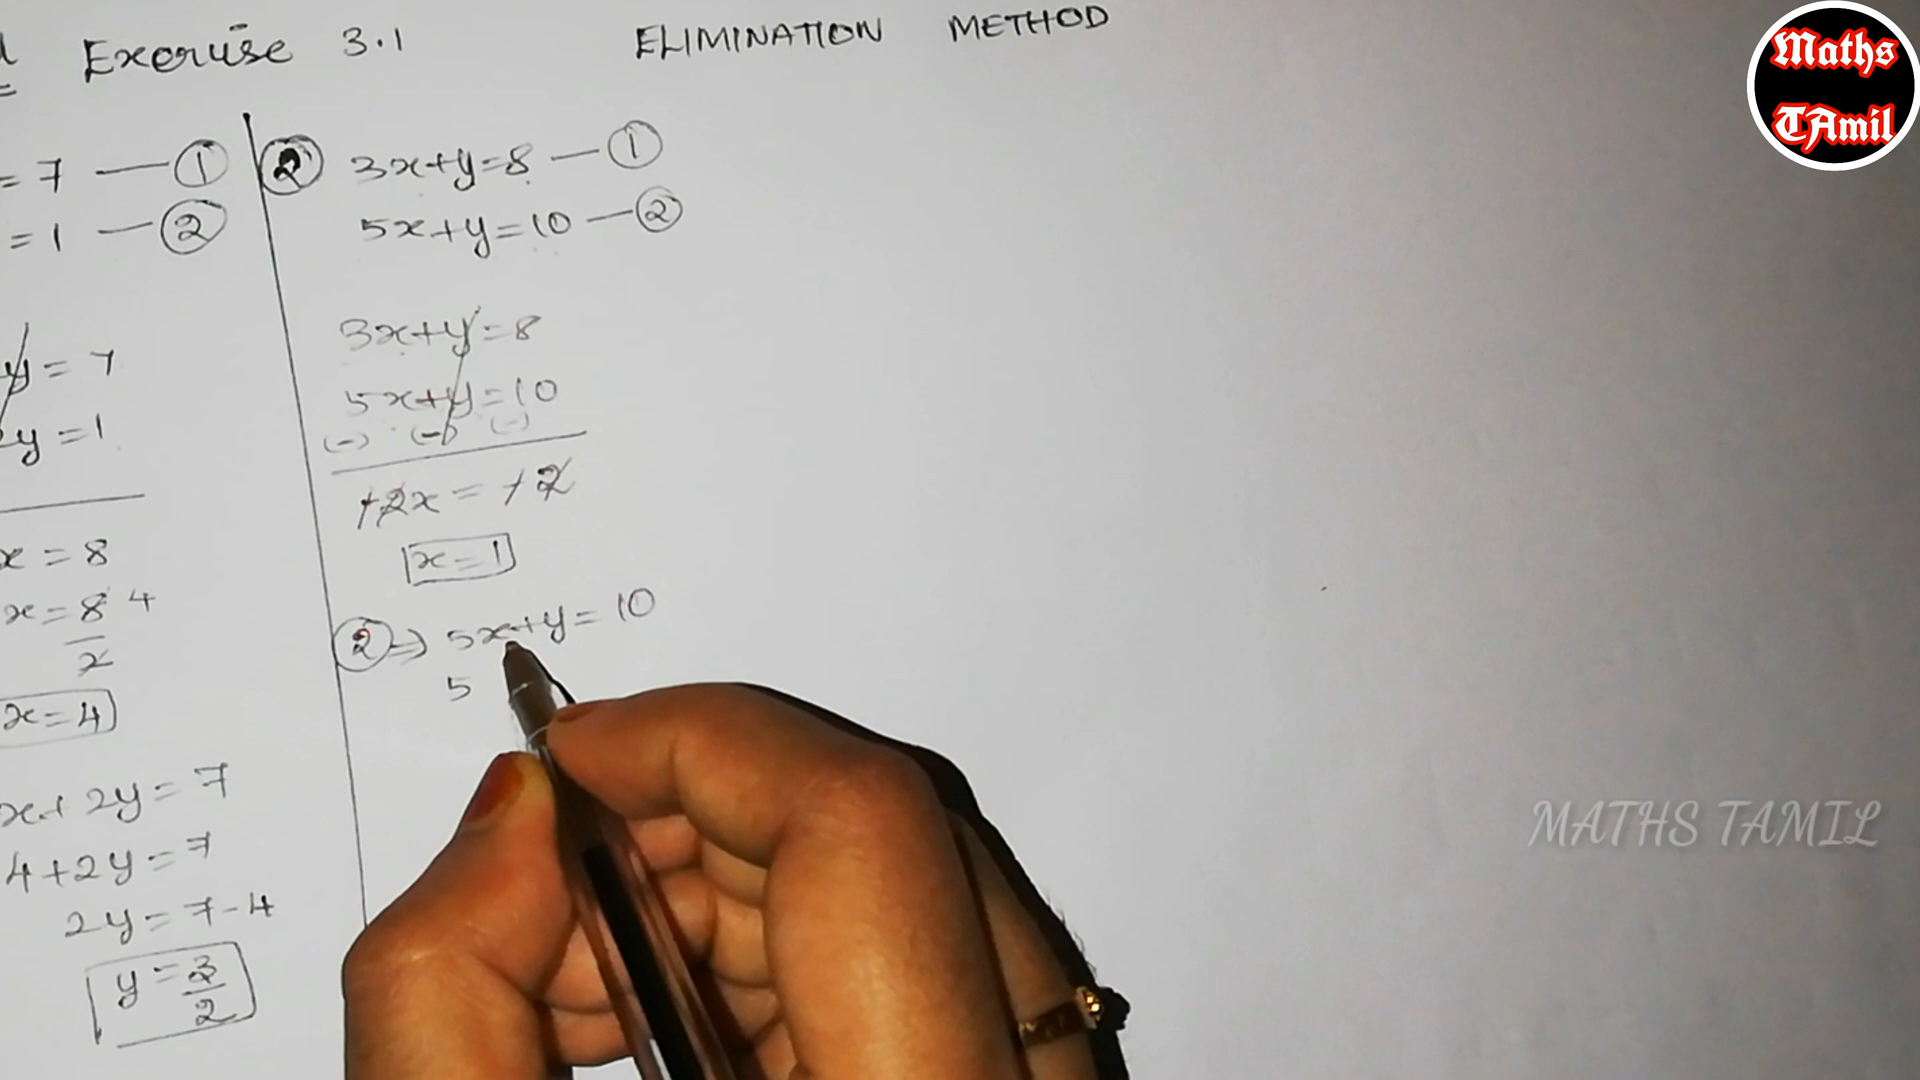 Exercise 3.1 ELIMINATION METHOD
= 7 — ①
= 1 — ②
y = 7
2y = 1
x = 8
x = 8 4
2
x = 4
x + 2y = 7
4 + 2y = 7
2y = 7 - 4
y = 3
2
② 3x + y = 8 — ①
5x + y = 10 — ②
3x + y = 8
5x + y = 10
(-) (-) (-)
+2x = +2
x = 1
② ⇒ 5x + y = 10
5
Maths
TAmil
MATHS TAMIL